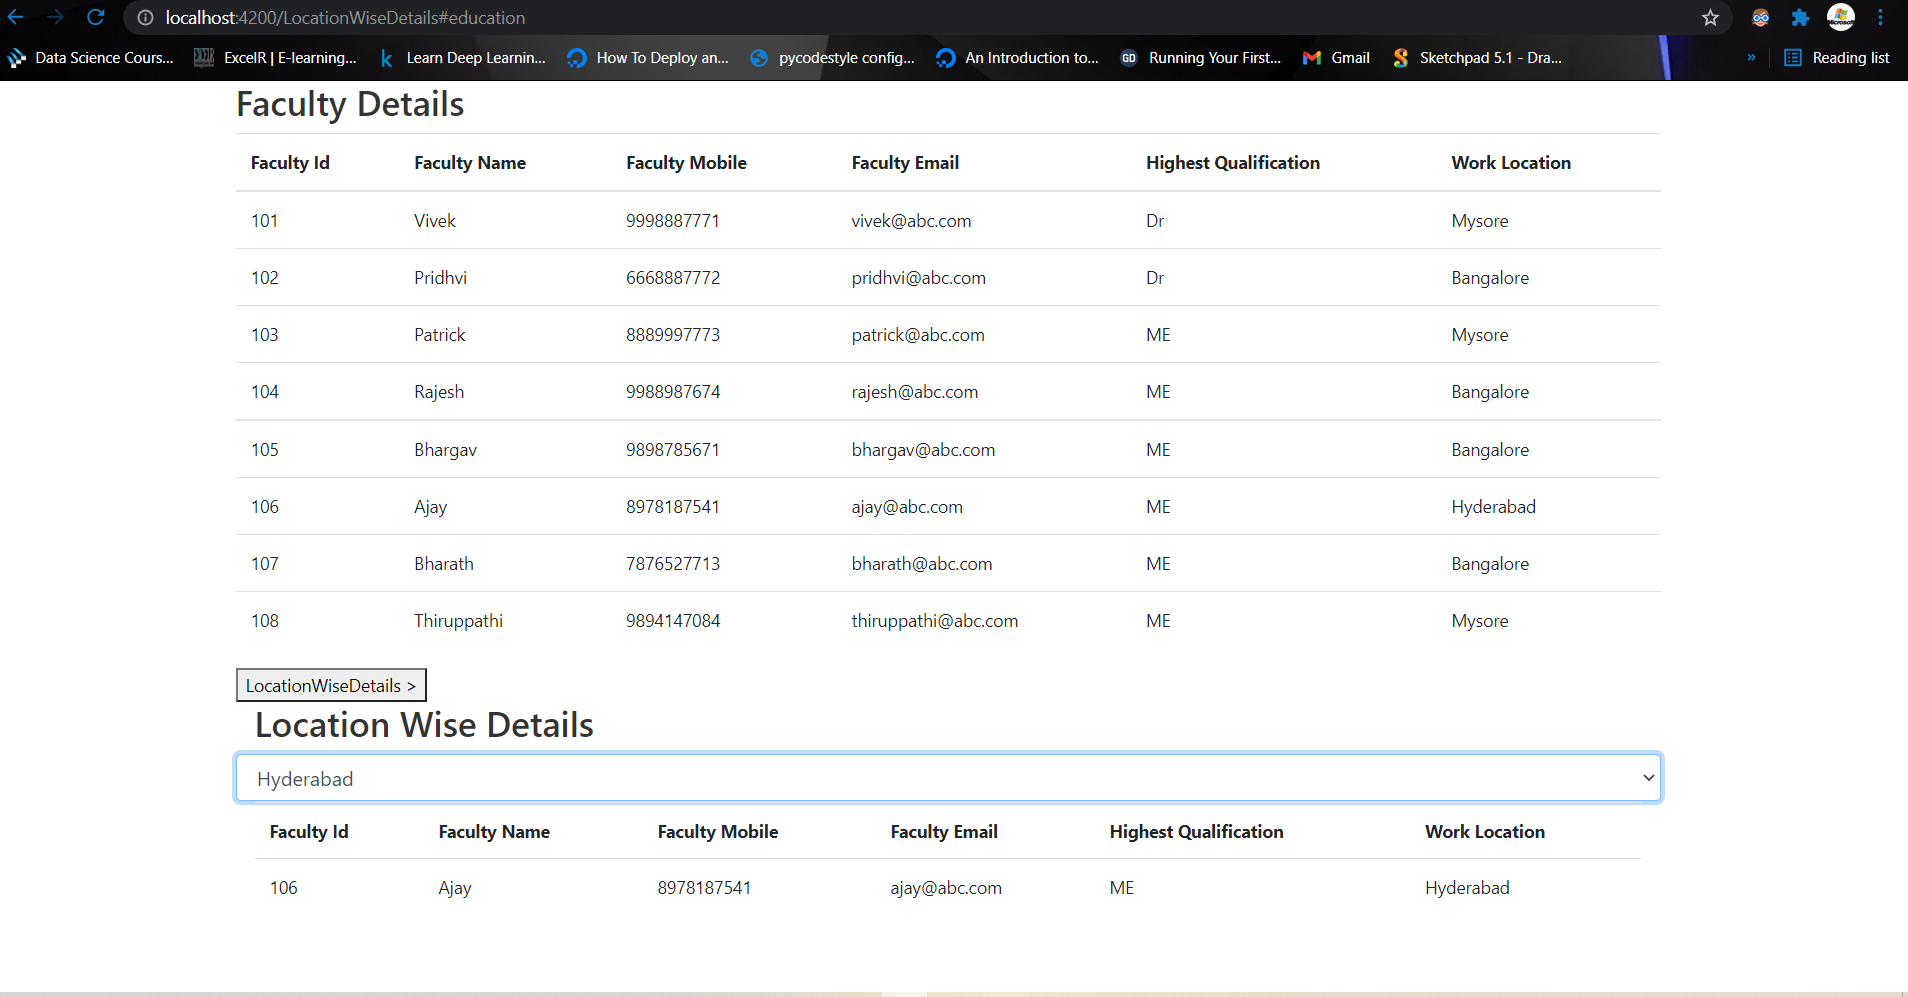 localhost:4200/LocationWiseDetails#education
Data Science Cours... ExcelR | E-learning... Learn Deep Learnin... How To Deploy an... pycodestyle config... An Introduction to... GD Running Your First... Gmail Sketchpad 5.1 - Dra... » Reading list
Faculty Details
Faculty Id Faculty Name Faculty Mobile Faculty Email Highest Qualification Work Location
101 Vivek 9998887771 vivek@abc.com Dr Mysore
102 Pridhvi 6668887772 pridhvi@abc.com Dr Bangalore
103 Patrick 8889997773 patrick@abc.com ME Mysore
104 Rajesh 9988987674 rajesh@abc.com ME Bangalore
105 Bhargav 9898785671 bhargav@abc.com ME Bangalore
106 Ajay 8978187541 ajay@abc.com ME Hyderabad
107 Bharath 7876527713 bharath@abc.com ME Bangalore
108 Thiruppathi 9894147084 thiruppathi@abc.com ME Mysore
LocationWiseDetails >
Location Wise Details
Hyderabad
Faculty Id Faculty Name Faculty Mobile Faculty Email Highest Qualification Work Location
106 Ajay 8978187541 ajay@abc.com ME Hyderabad